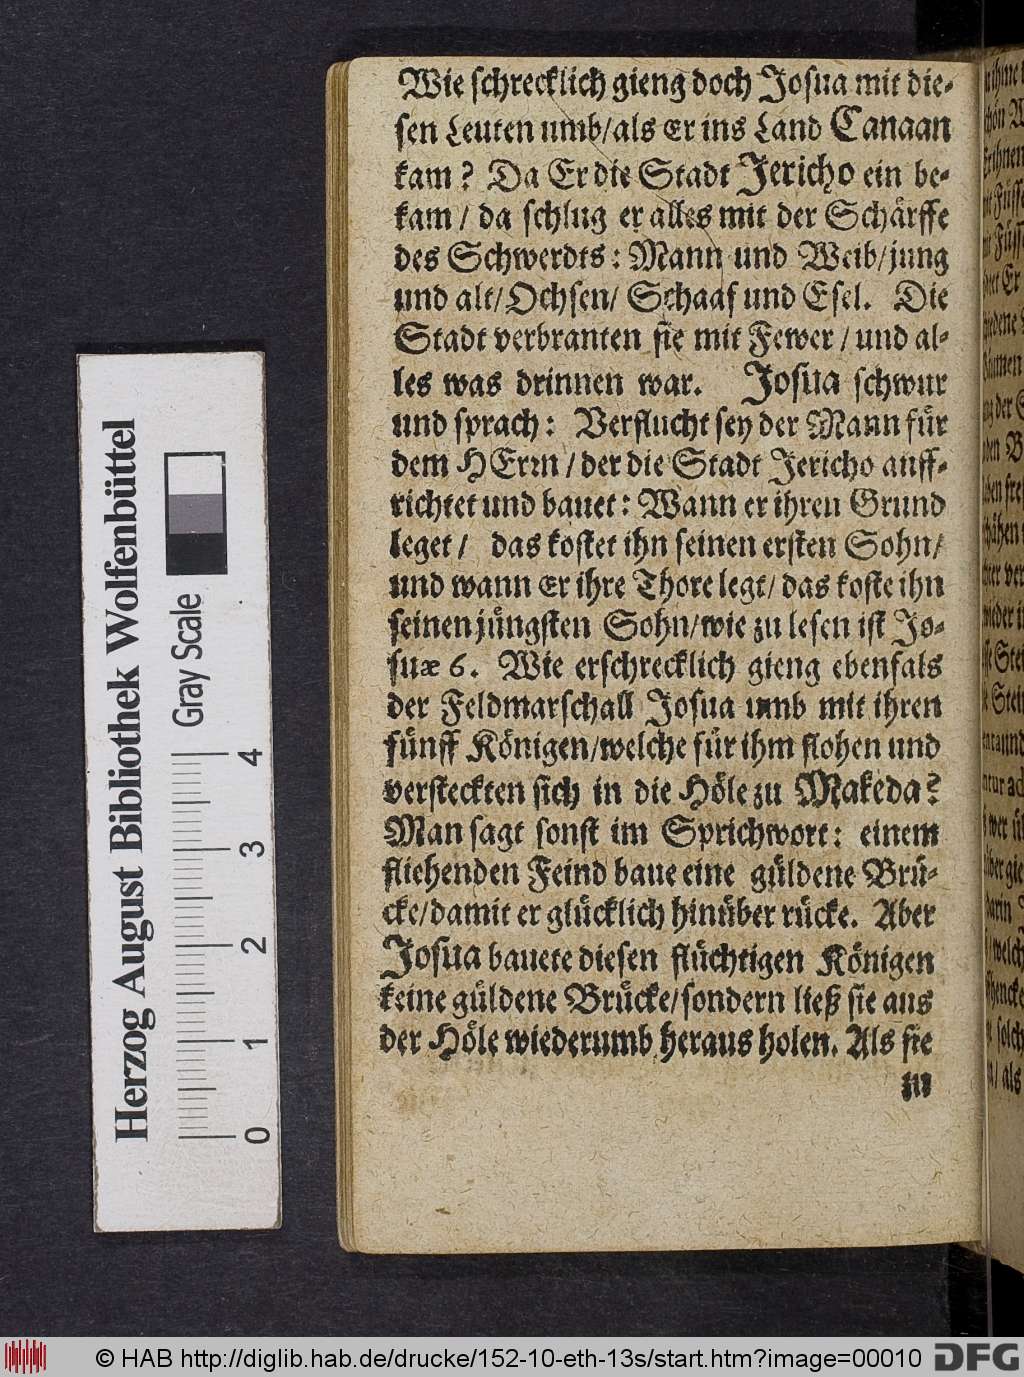 Wie schrecklich gieng doch Josua mit die-
sen Leuten umb/als Er ins Land Canaan
kam? Da Er die Stadt Jericho ein be-
kam/ da schlug er alles mit der Schärffe
des Schwerdts: Mann und Weib/jung
und alt/Ochsen/ Schaaf und Esel. Die
Stadt verbranten sie mit Fewer/und al-
les was drinnen war. Josua schwur
und sprach: Verflucht sey der Mann für
dem HErrn/der die Stadt Jericho auff-
richtet und bauet: Wann er ihren Grund
leget/ das kostet ihn seinen ersten Sohn/
und wann Er ihre Thore legt/das koste ihn
seinen jüngsten Sohn/wie zu lesen ist Jo-
suæ 6. Wie erschrecklich gieng ebenfals
der Feldmarschall Josua umb mit ihren
fünff Königen/welche für ihm flohen und
versteckten sich in die Höle zu Makeda?
Man sagt sonst im Sprichwort: einem
fliehenden Feind baue eine güldene Brü-
cke/damit er glücklich hinüber rücke. Aber
Josua bauete diesen flüchtigen Königen
keine güldene Brücke/sondern ließ sie aus
der Höle wiederumb heraus holen. Als sie
Herzog August Bibliothek Wolfenbüttel
Gray Scale
0 1 2 3 4
© HAB http://diglib.hab.de/drucke/152-10-eth-13s/start.htm?image=00010
DFG